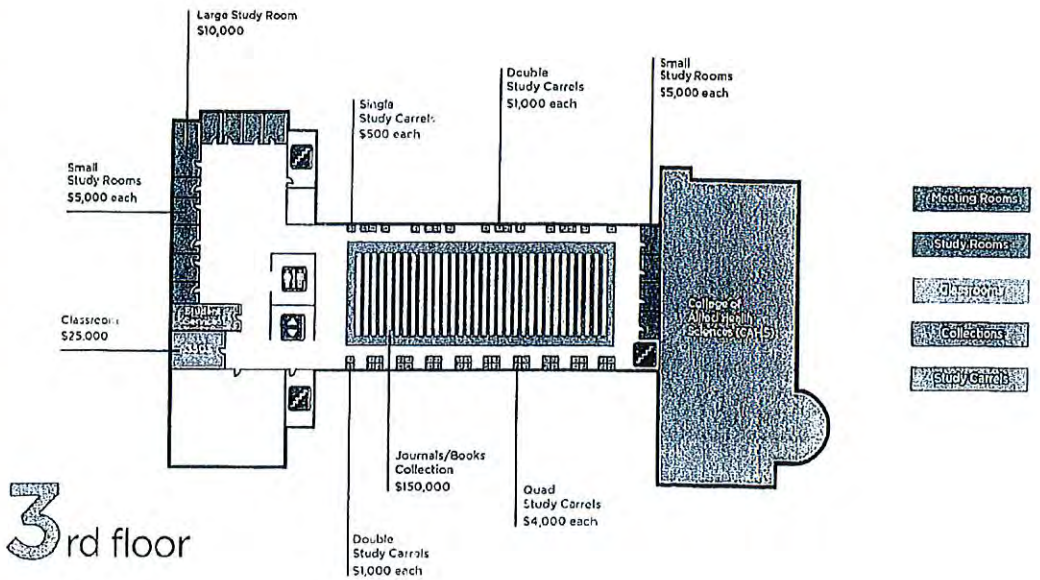 Large Study Room
$10,000
Double
Study Carrels
$1,000 each
Small
Study Rooms
$5,000 each
Single
Study Carrels
$500 each
Small
Study Rooms
$5,000 each
Meeting Rooms
Study Rooms
Classrooms
Collections
Study Carrels
College of
Allied Health
Sciences (CAHS)
Classroom
$25,000
Journals/Books
Collection
$150,000
Quad
Study Carrels
$4,000 each
Double
Study Carrels
$1,000 each
3rd floor